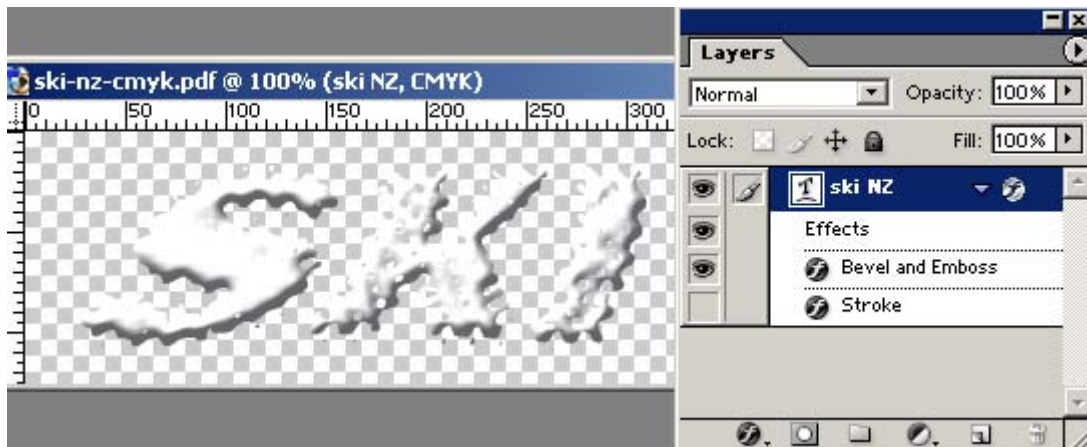 ski-nz-cmyk.pdf @ 100% (ski NZ, CMYK)
0 50 100 150 200 250 300
SKI
Layers
Normal Opacity: 100%
Lock: Fill: 100%
T ski NZ
Effects
Bevel and Emboss
Stroke